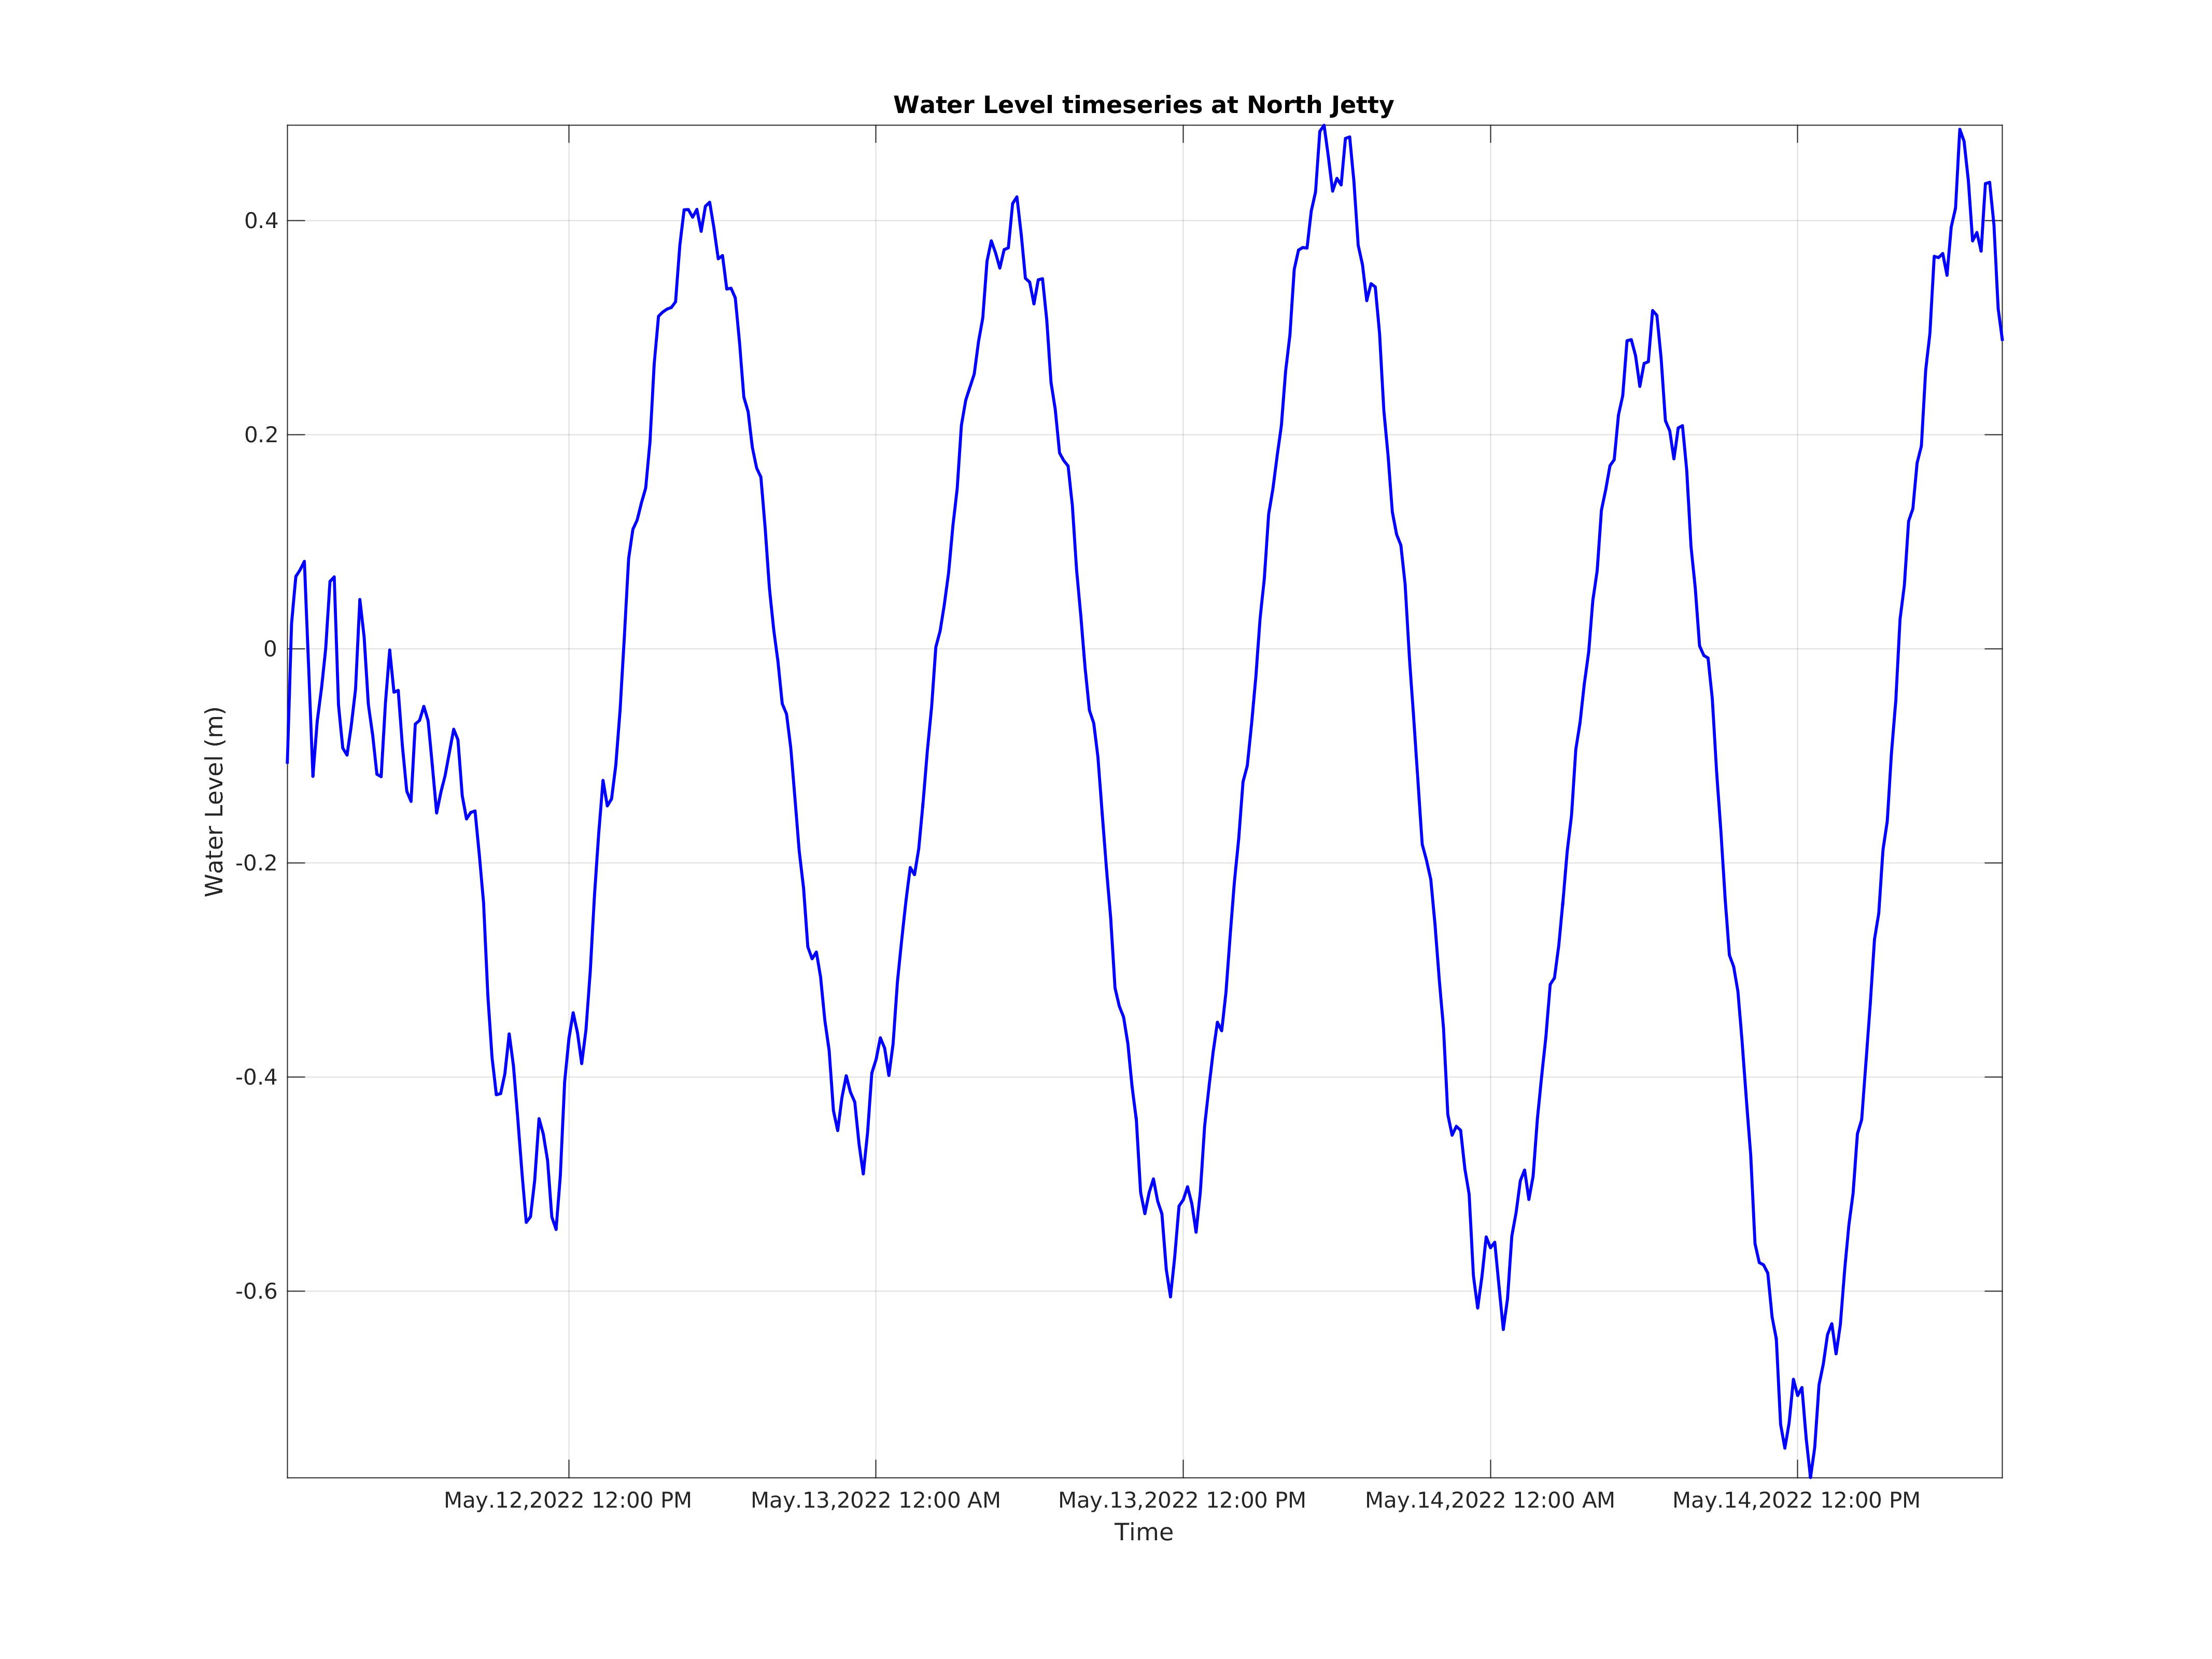 Water Level timeseries at North Jetty
0.4
0.2
0
-0.2
-0.4
-0.6
Water Level (m)
May.12,2022 12:00 PM May.13,2022 12:00 AM May.13,2022 12:00 PM May.14,2022 12:00 AM May.14,2022 12:00 PM
Time